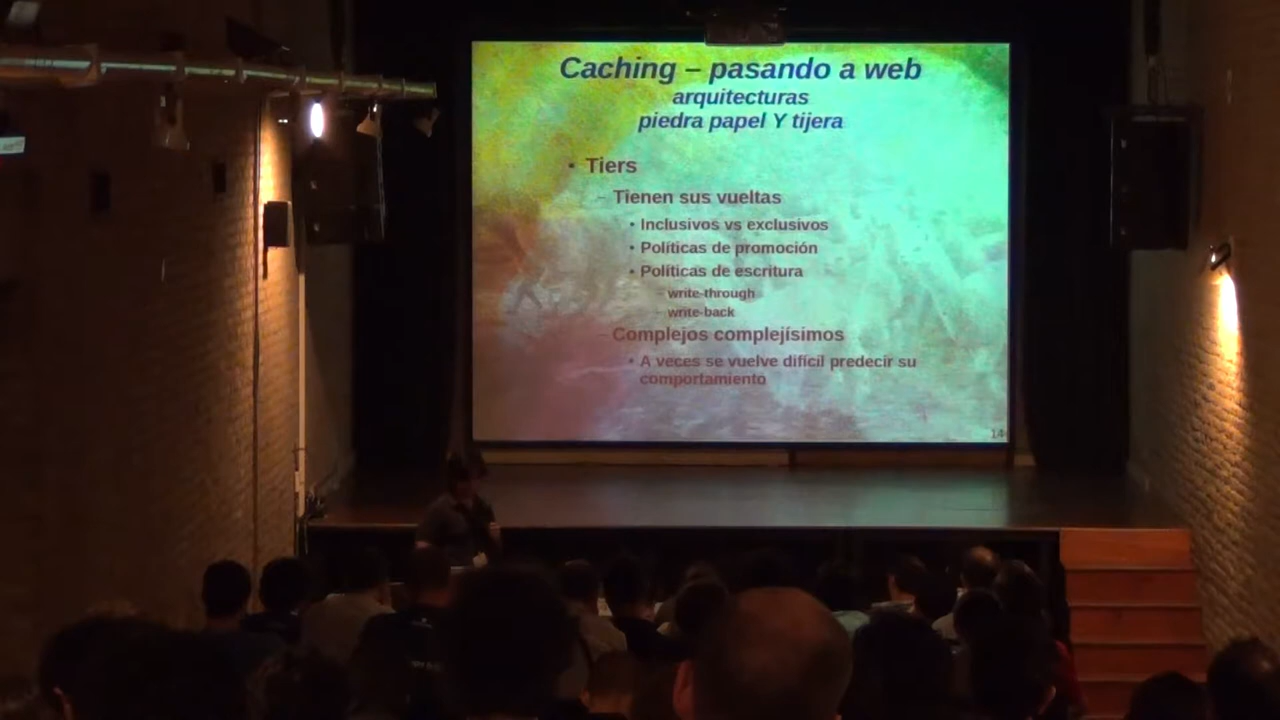 Caching – pasando a web
arquitecturas
piedra papel Y tijera
• Tiers
– Tienen sus vueltas
• Inclusivos vs exclusivos
• Políticas de promoción
• Políticas de escritura
– write-through
– write-back
– Complejos complejísimos
• A veces se vuelve difícil predecir su
comportamiento
14